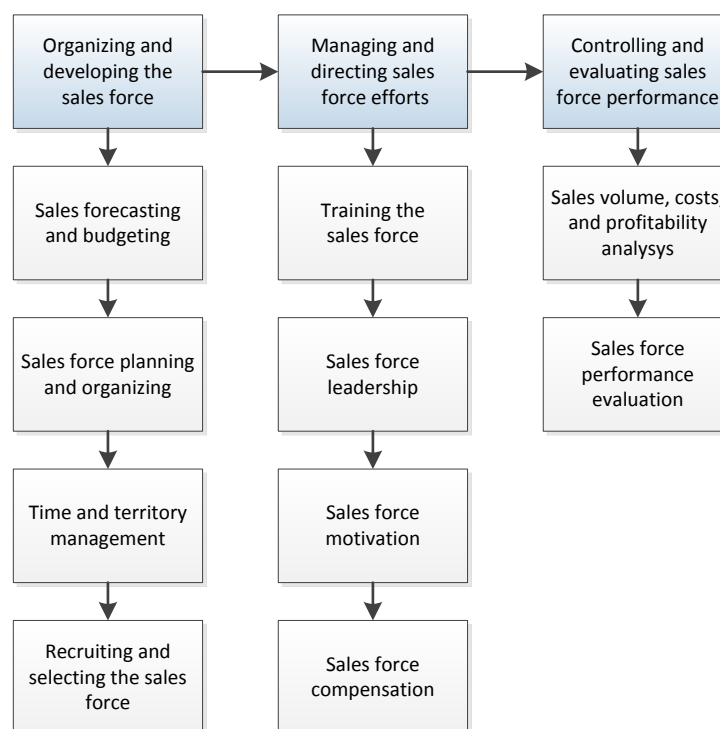 Organizing and
developing the
sales force
Managing and
directing sales
force efforts
Controlling and
evaluating sales
force performance
Sales forecasting
and budgeting
Training the
sales force
Sales volume, costs,
and profitability
analysys
Sales force planning
and organizing
Sales force
leadership
Sales force
performance
evaluation
Time and territory
management
Sales force
motivation
Recruiting and
selecting the sales
force
Sales force
compensation